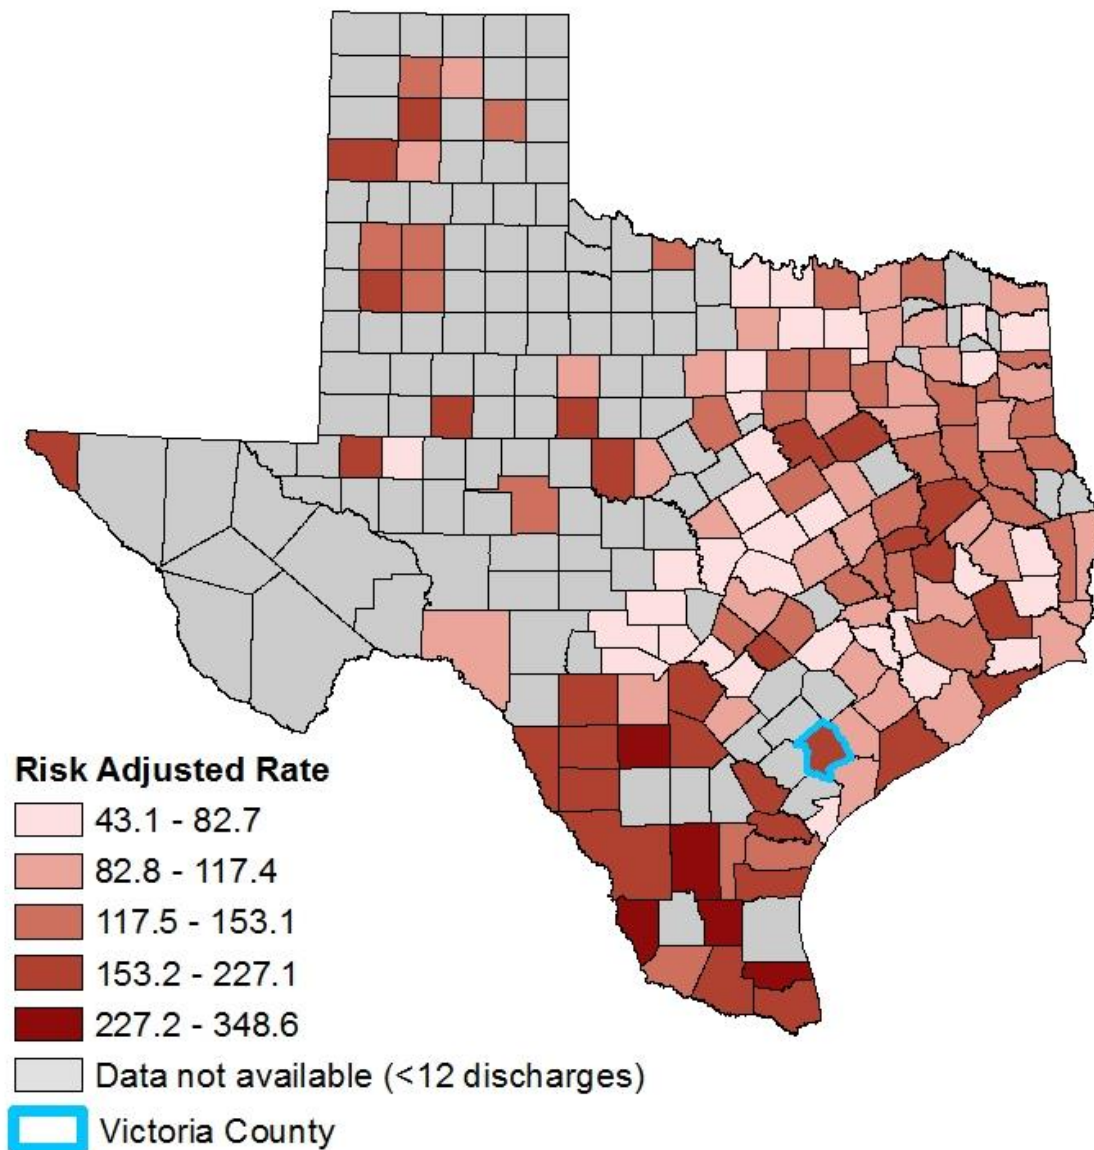 Risk Adjusted Rate
43.1 - 82.7
82.8 - 117.4
117.5 - 153.1
153.2 - 227.1
227.2 - 348.6
Data not available (<12 discharges)
Victoria County